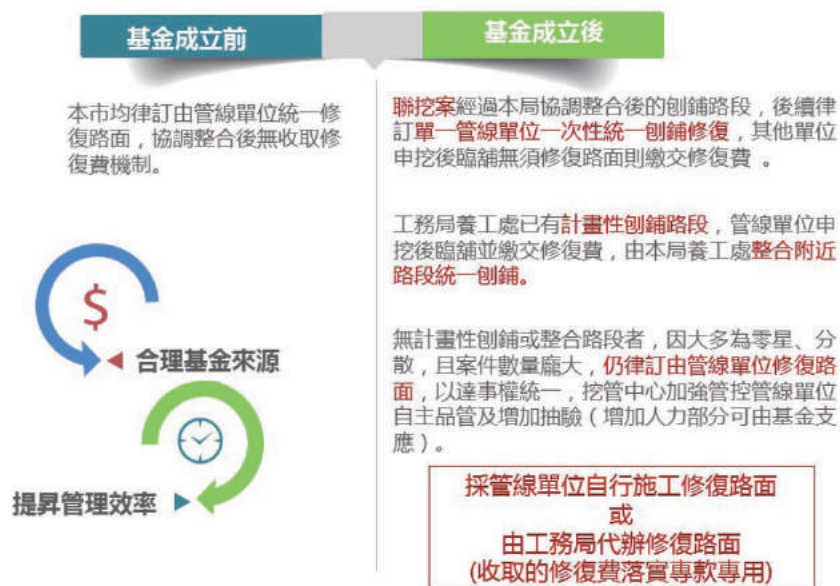 基金成立前
基金成立後
本市均律訂由管線單位統一修
復路面，協調整合後無收取修
復費機制。
$
合理基金來源
提昇管理效率
聯挖案經過本局協調整合後的刨鋪路段，後續律
訂單一管線單位一次性統一刨鋪修復，其他單位
申挖後臨舖無須修復路面則繳交修復費 。
工務局養工處已有計畫性刨鋪路段，管線單位申
挖後臨舖並繳交修復費，由本局養工處整合附近
路段統一刨鋪。
無計畫性刨鋪或整合路段者，因大多為零星、分
散，且案件數量龐大，仍律訂由管線單位修復路
面，以達事權統一，挖管中心加強管控管線單位
自主品管及增加抽驗（增加人力部分可由基金支
應）。
採管線單位自行施工修復路面
或
由工務局代辦修復路面
(收取的修復費落實專款專用)